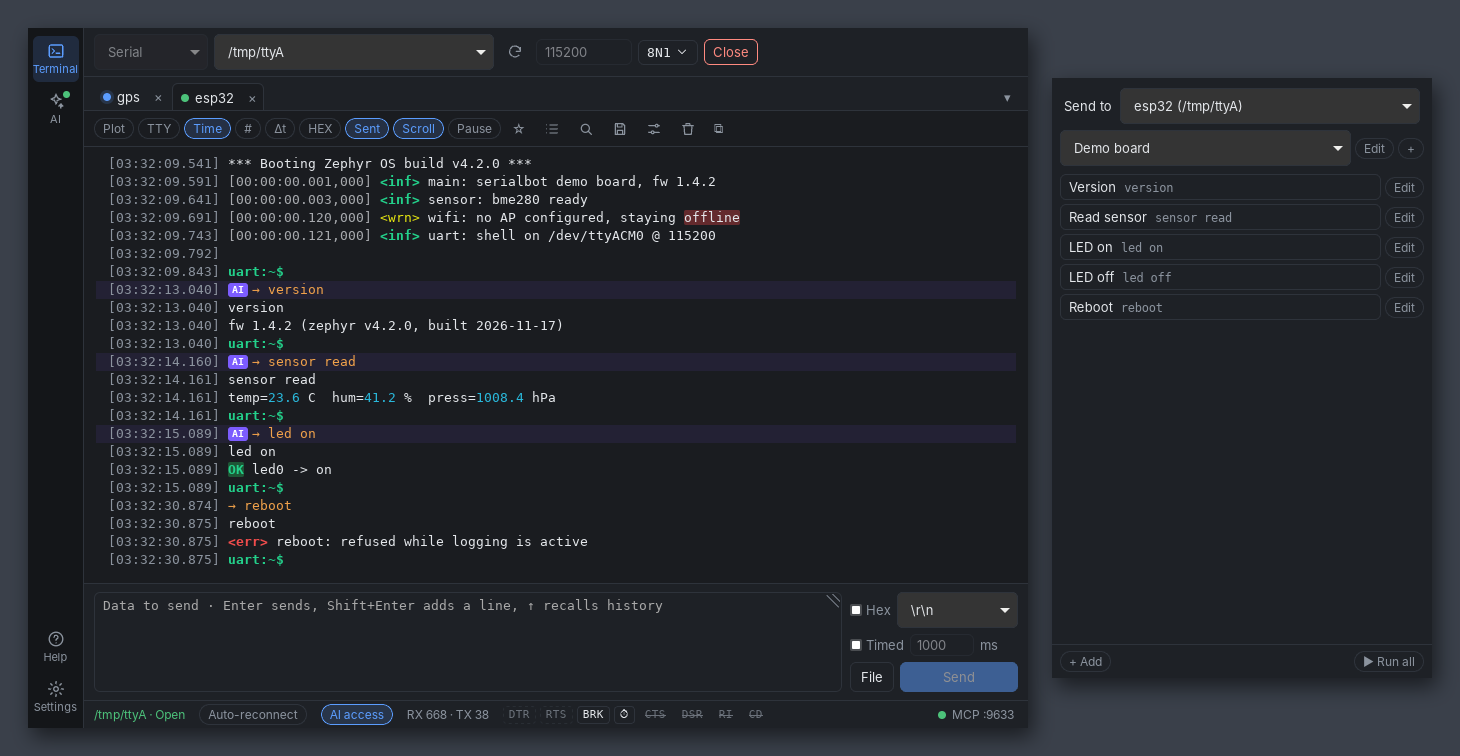 Terminal
AI
Help
Settings
Serial
/tmp/ttyA
115200
8N1
Close
gps ×
esp32 ×
▼
Plot TTY Time # Δt HEX Sent Scroll Pause
[03:32:09.541] *** Booting Zephyr OS build v4.2.0 ***
[03:32:09.591] [00:00:00.001,000] <inf> main: serialbot demo board, fw 1.4.2
[03:32:09.641] [00:00:00.003,000] <inf> sensor: bme280 ready
[03:32:09.691] [00:00:00.120,000] <wrn> wifi: no AP configured, staying offline
[03:32:09.743] [00:00:00.121,000] <inf> uart: shell on /dev/ttyACM0 @ 115200
[03:32:09.792]
[03:32:09.843] uart:~$
[03:32:13.040] AI → version
[03:32:13.040] version
[03:32:13.040] fw 1.4.2 (zephyr v4.2.0, built 2026-11-17)
[03:32:13.040] uart:~$
[03:32:14.160] AI → sensor read
[03:32:14.161] sensor read
[03:32:14.161] temp=23.6 C  hum=41.2 %  press=1008.4 hPa
[03:32:14.161] uart:~$
[03:32:15.089] AI → led on
[03:32:15.089] led on
[03:32:15.089] OK led0 -> on
[03:32:15.089] uart:~$
[03:32:30.874] → reboot
[03:32:30.875] reboot
[03:32:30.875] <err> reboot: refused while logging is active
[03:32:30.875] uart:~$
Data to send · Enter sends, Shift+Enter adds a line, ↑ recalls history
Hex \r\n
Timed 1000 ms
File Send
/tmp/ttyA · Open Auto-reconnect AI access RX 668 · TX 38 DTR RTS BRK CTS DSR RI CD MCP :9633
Send to esp32 (/tmp/ttyA)
Demo board Edit +
Version version Edit
Read sensor sensor read Edit
LED on led on Edit
LED off led off Edit
Reboot reboot Edit
+ Add ▶ Run all